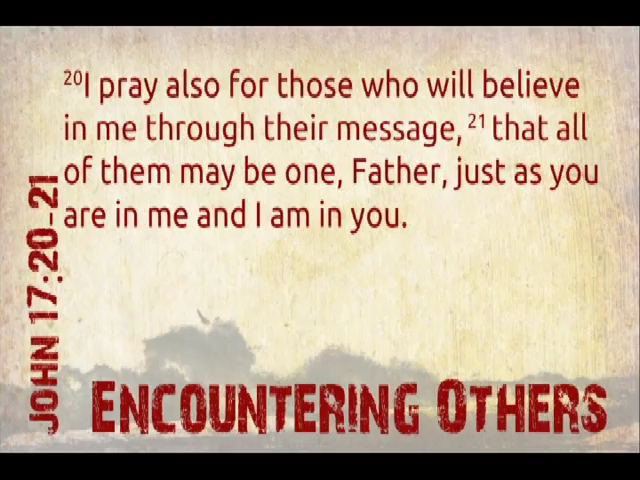 20I pray also for those who will believe
in me through their message, 21 that all
of them may be one, Father, just as you
are in me and I am in you.
JOHN 17:20-21
ENCOUNTERING OTHERS